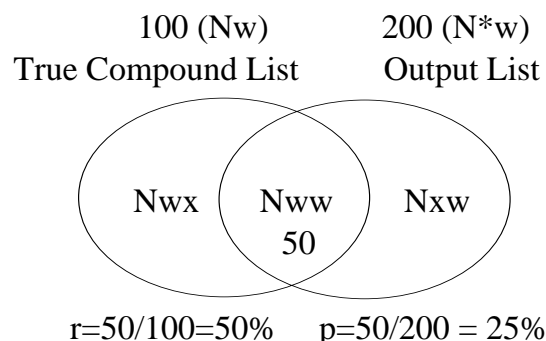 100 (Nw) 200 (N*w)
True Compound List Output List
Nwx Nww Nxw
50
r=50/100=50% p=50/200 = 25%